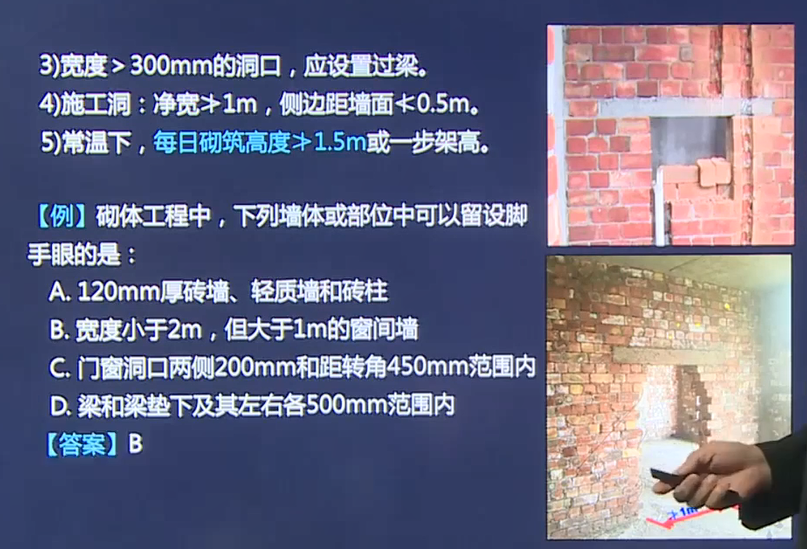 3)宽度＞300mm的洞口，应设置过梁。
4)施工洞：净宽≯1m，侧边距墙面≮0.5m。
5)常温下，每日砌筑高度≯1.5m或一步架高。
【例】砌体工程中，下列墙体或部位中可以留设脚
手眼的是：
A. 120mm厚砖墙、轻质墙和砖柱
B. 宽度小于2m，但大于1m的窗间墙
C. 门窗洞口两侧200mm和距转角450mm范围内
D. 梁和梁垫下及其左右各500mm范围内
【答案】B
≯1m